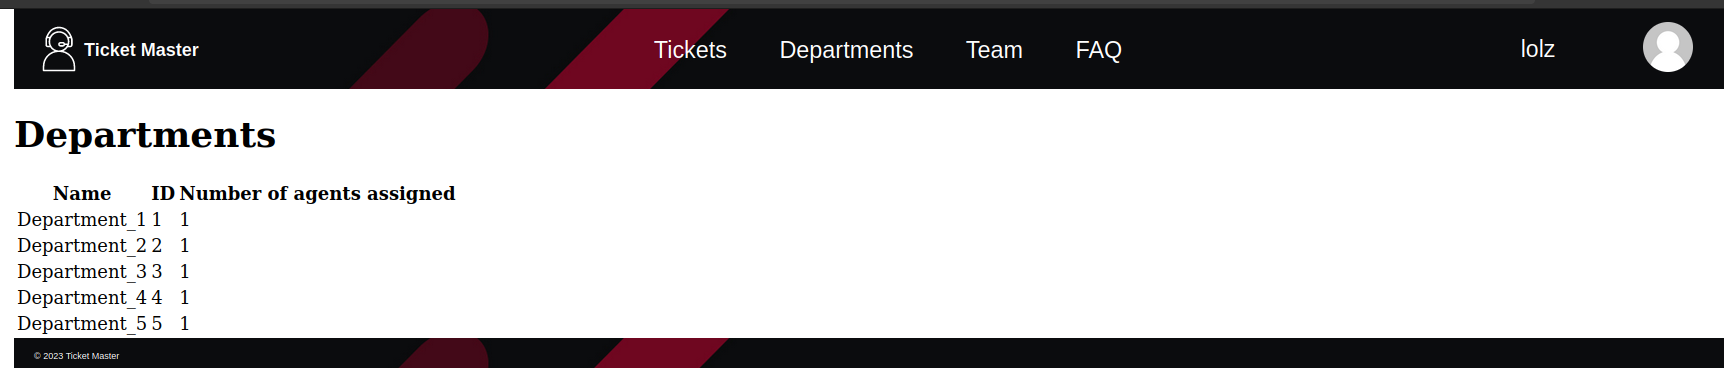 Ticket Master Tickets Departments Team FAQ lolz
Departments
Name ID Number of agents assigned
Department_1 1 1
Department_2 2 1
Department_3 3 1
Department_4 4 1
Department_5 5 1
© 2023 Ticket Master